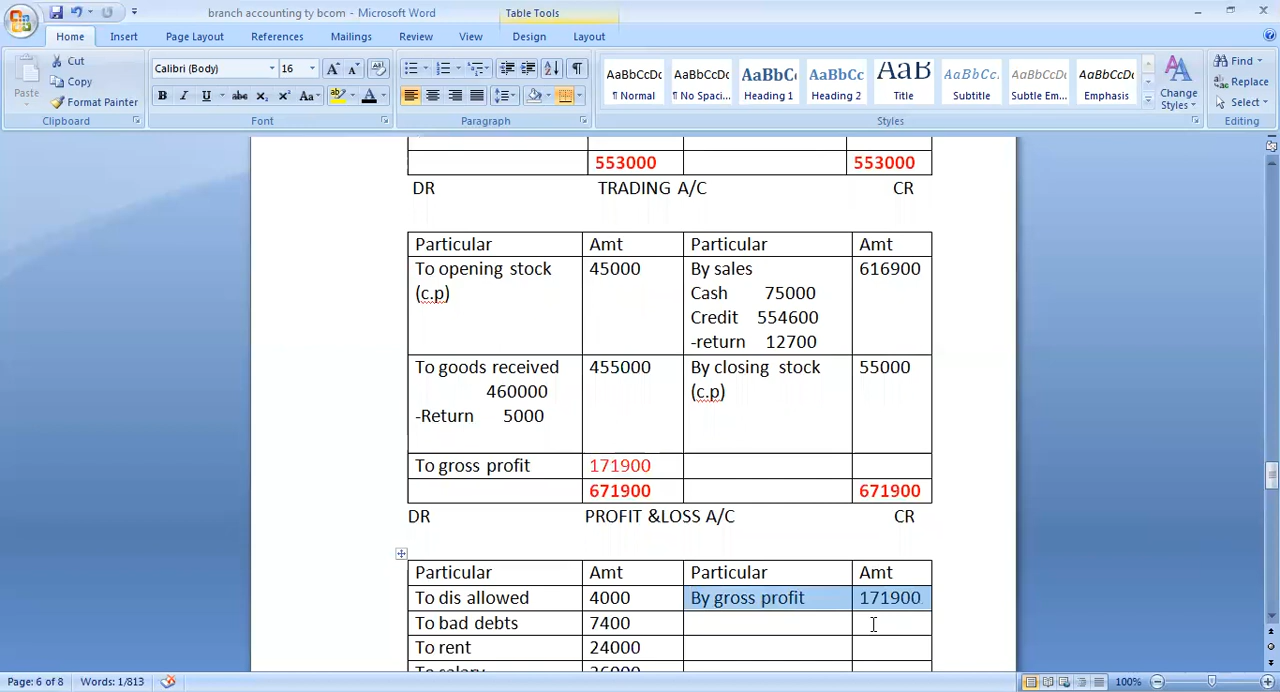 branch accounting ty bcom - Microsoft Word
Table Tools
Home Insert Page Layout References Mailings Review View Design Layout
Paste
Cut
Copy
Format Painter
Clipboard
Calibri (Body) 16
Font
Paragraph
AaBbCcDc AaBbCcDc AaBbC AaBbCc AaB AaBbCc. AaBbCcDc AaBbCcDc
¶ Normal ¶ No Spaci... Heading 1 Heading 2 Title Subtitle Subtle Em... Emphasis
Change
Styles
Styles
Find
Replace
Select
Editing
553000 553000
DR TRADING A/C CR
Particular Amt Particular Amt
To opening stock 45000 By sales 616900
(c.p) Cash 75000
Credit 554600
-return 12700
To goods received 455000 By closing stock 55000
460000 (c.p)
-Return 5000
To gross profit 171900
671900 671900
DR PROFIT &LOSS A/C CR
Particular Amt Particular Amt
To dis allowed 4000 By gross profit 171900
To bad debts 7400
To rent 24000
To salary 36000
Page: 6 of 8 Words: 1/813 100%